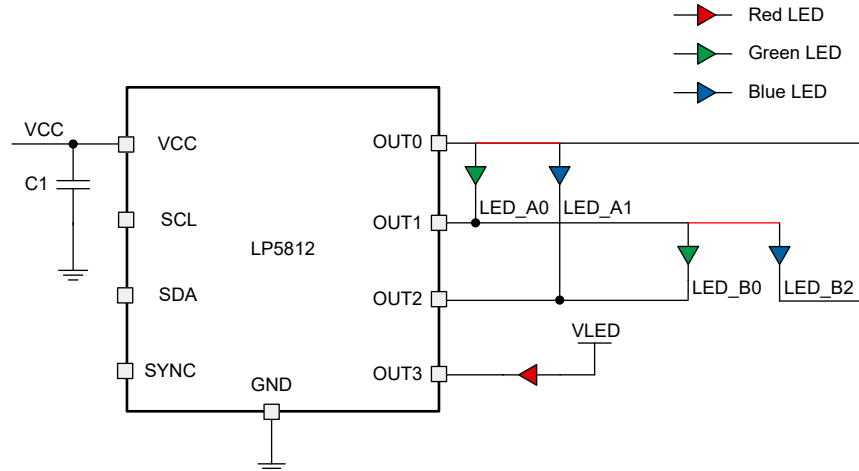 Red LED
Green LED
Blue LED
VCC
VCC
OUT0
C1
LED_A0
LED_A1
SCL
OUT1
LP5812
LED_B0
LED_B2
SDA
OUT2
VLED
SYNC
OUT3
GND